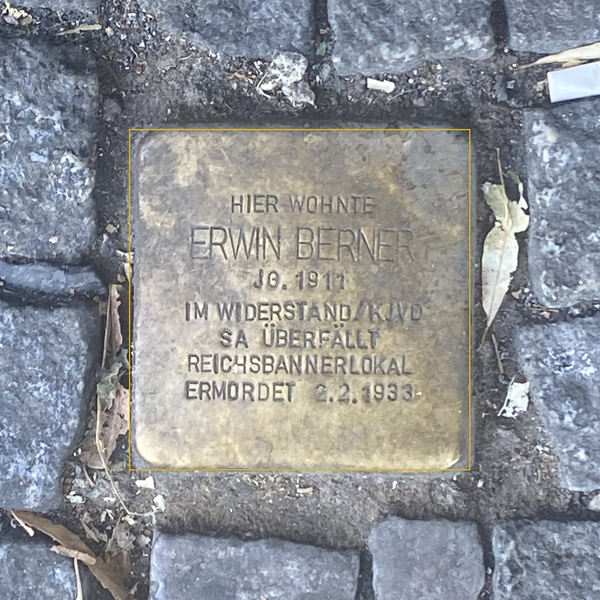 HIER WOHNTE
ERWIN BERNER
JG. 1911
IM WIDERSTAND/KJVD
SA ÜBERFÄLLT
REICHSBANNERLOKAL
ERMORDET 2.2.1933